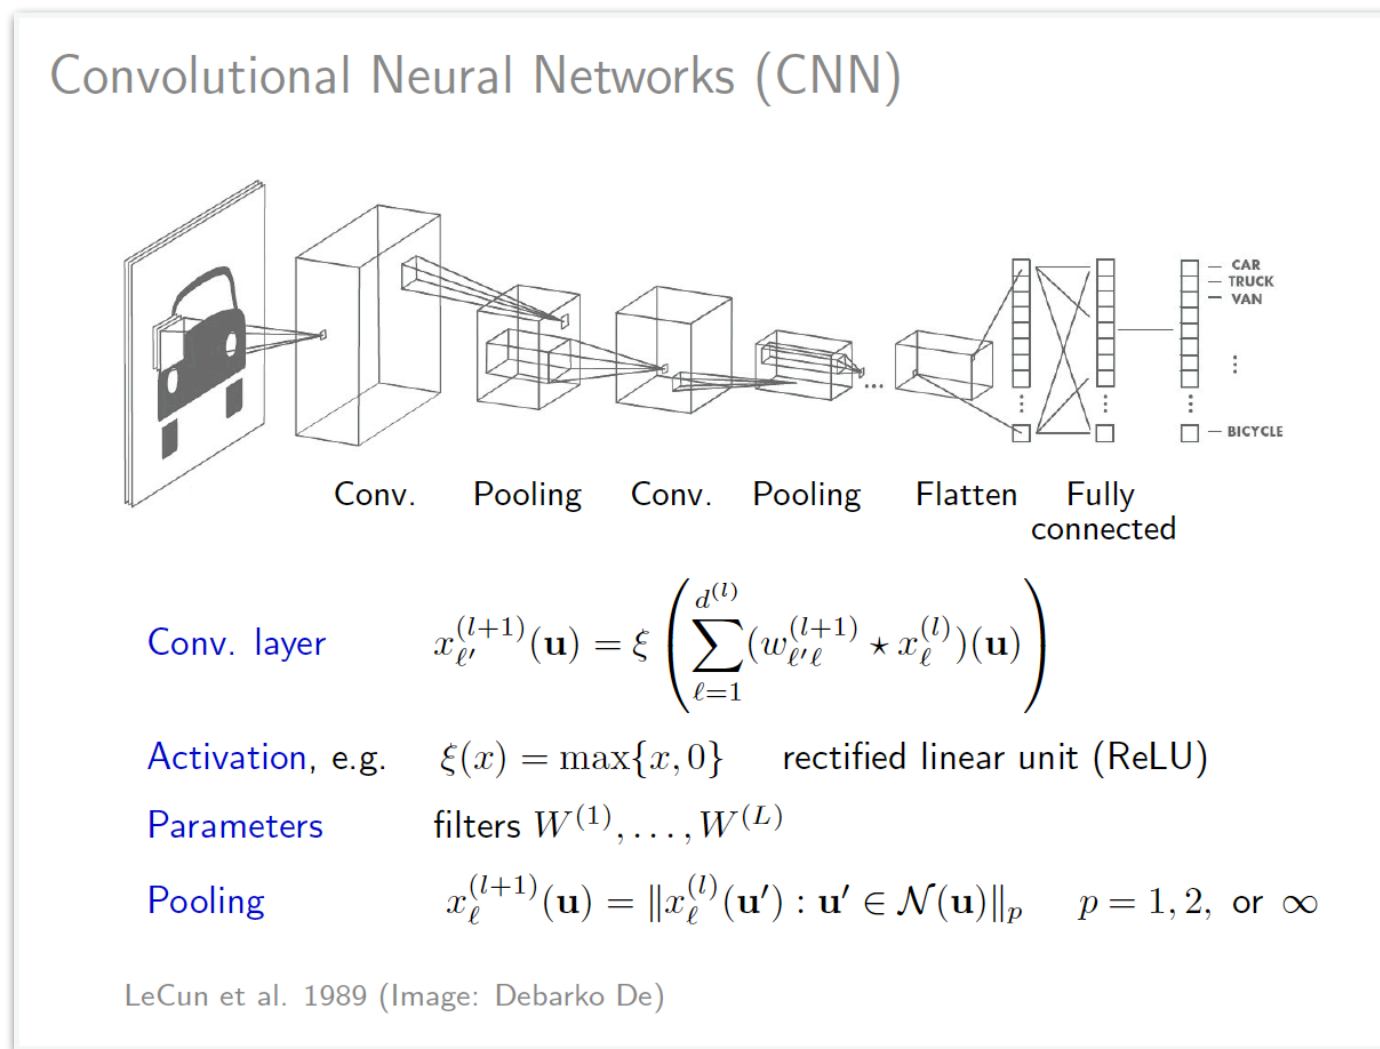 Convolutional Neural Networks (CNN)
CAR
TRUCK
VAN
BICYCLE
Conv. Pooling Conv. Pooling Flatten Fully connected
Conv. layer x_{ℓ'}^{(l+1)}(𝐮) = ξ ( ∑_{ℓ=1}^{d^{(l)}} (w_{ℓ'ℓ}^{(l+1)} ⋆ x_ℓ^{(l)})(𝐮) )
Activation, e.g. ξ(x) = max{x, 0} rectified linear unit (ReLU)
Parameters filters W^{(1)}, . . . , W^{(L)}
Pooling x_ℓ^{(l+1)}(𝐮) = ‖x_ℓ^{(l)}(𝐮′) : 𝐮′ ∈ 𝒩(𝐮)‖_p p = 1, 2, or ∞
LeCun et al. 1989 (Image: Debarko De)